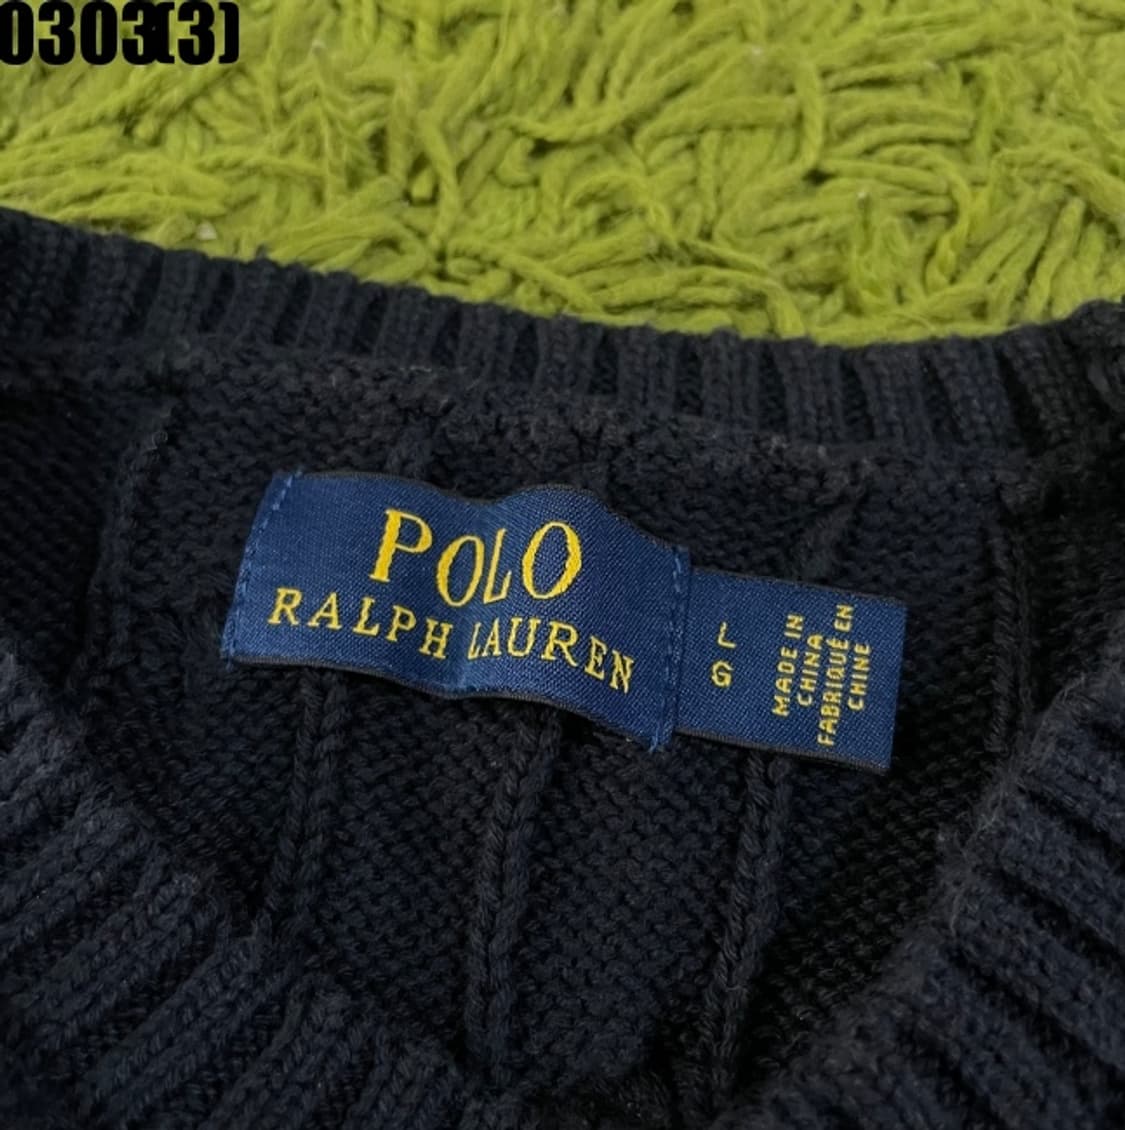 0303(3)
POLO
RALPH LAUREN
L
G
MADE IN
CHINA
FABRIQUÉ EN
CHINE